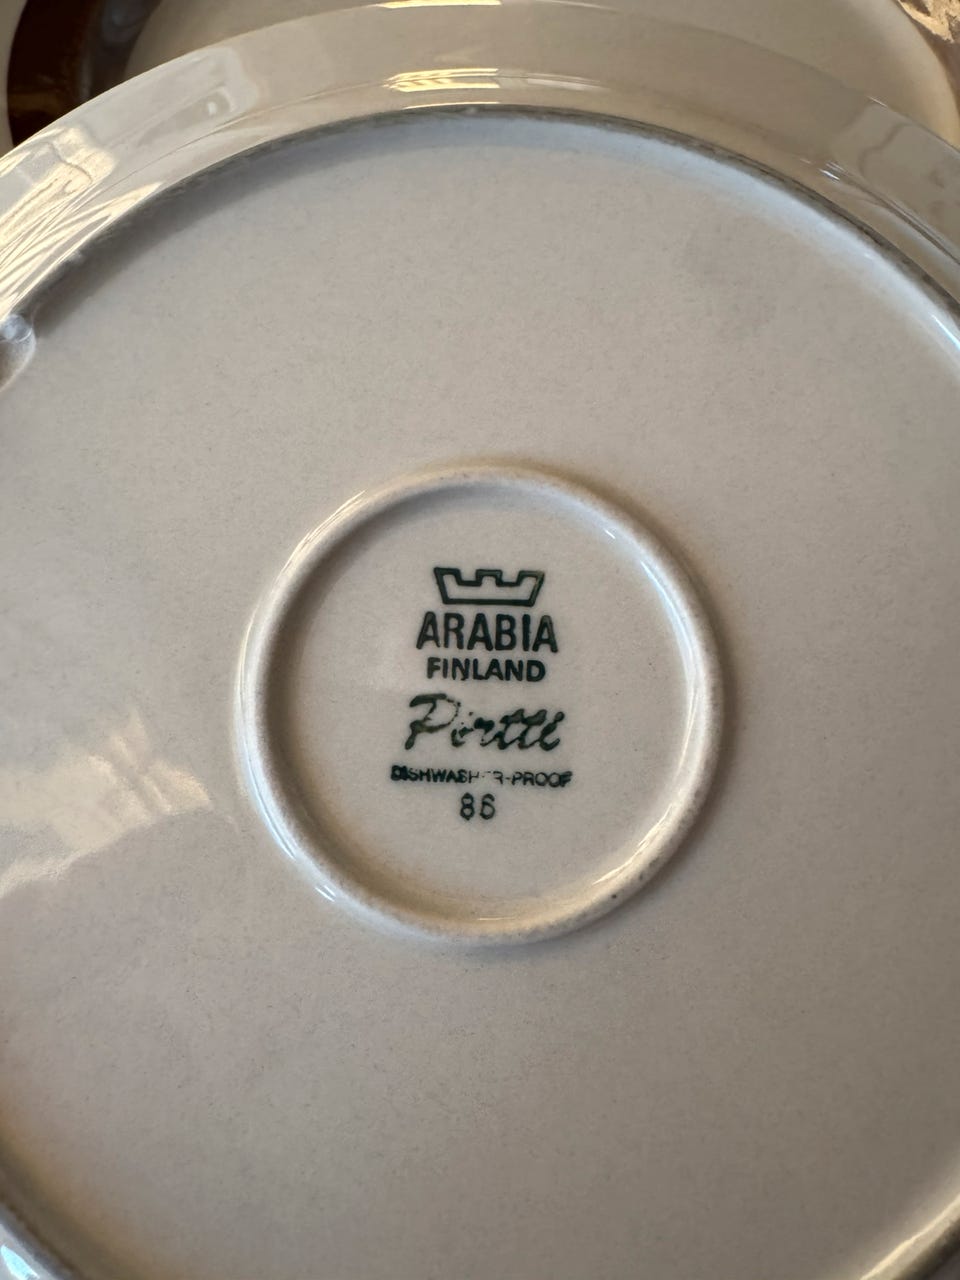 ARABIA
FINLAND
Pirtti
DISHWASHER-PROOF
86